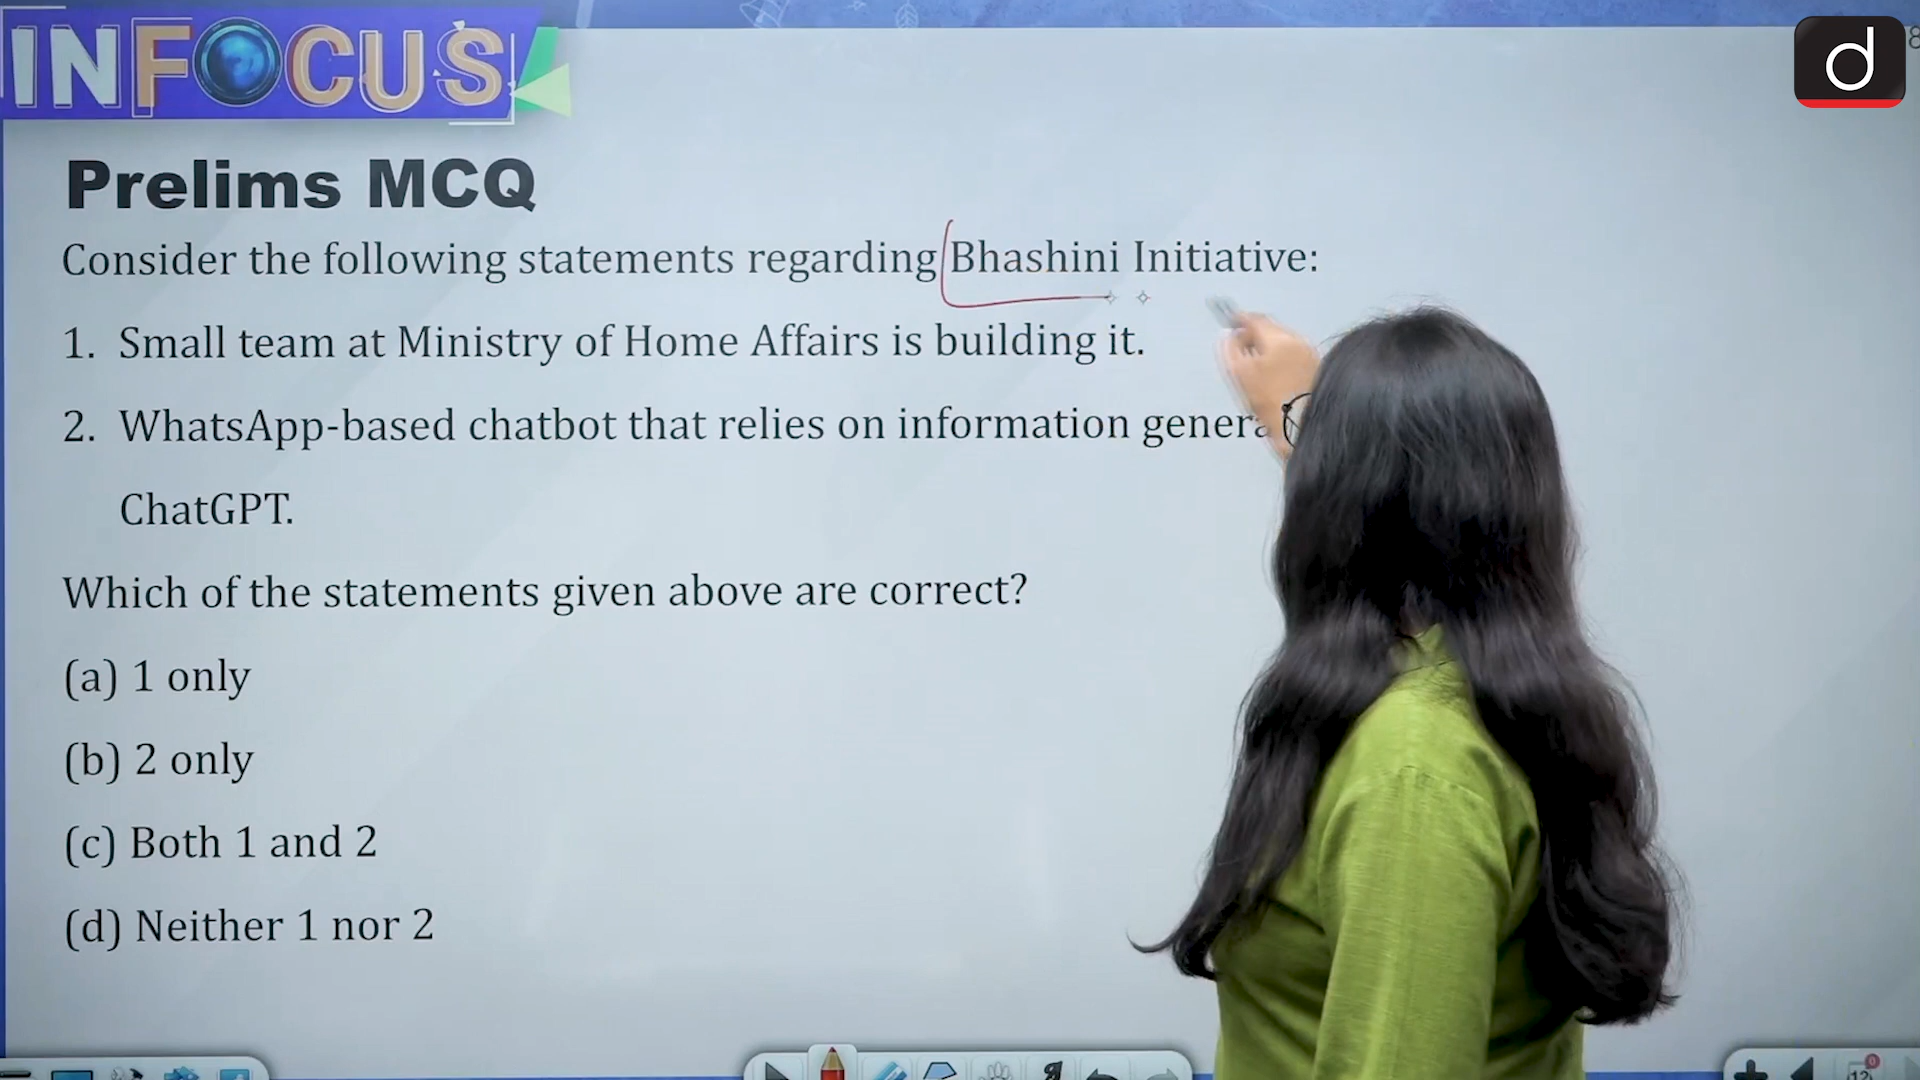 INFOCUS
d
8
Prelims MCQ
Consider the following statements regarding Bhashini Initiative:
1. Small team at Ministry of Home Affairs is building it.
2. WhatsApp-based chatbot that relies on information
ChatGPT.
Which of the statements given above are correct?
(a) 1 only
(b) 2 only
(c) Both 1 and 2
(d) Neither 1 nor 2